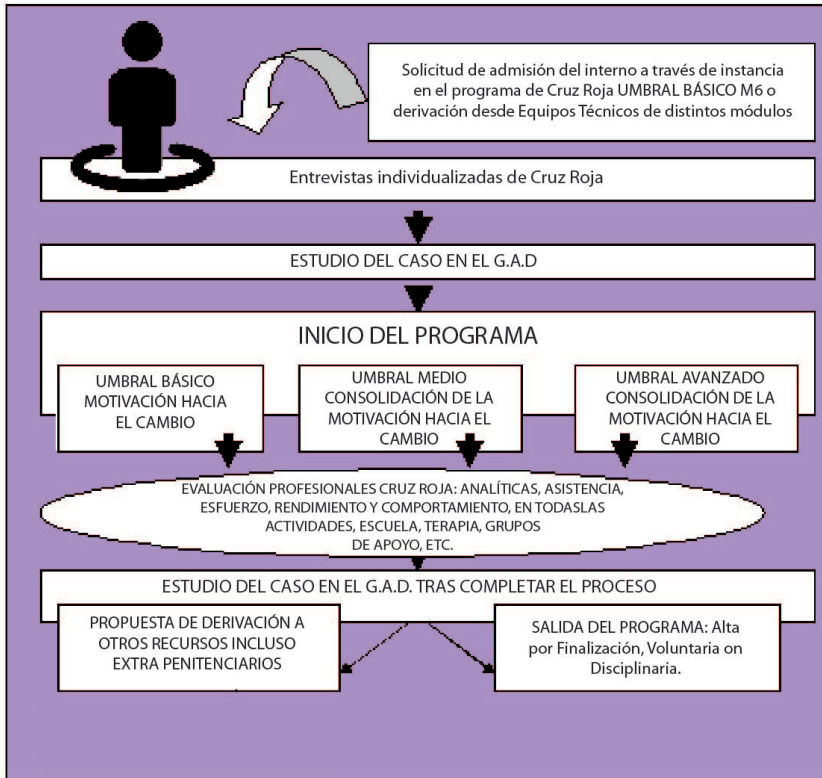 Solicitud de admisión del interno a través de instancia
en el programa de Cruz Roja UMBRAL BÁSICO M6 o
derivación desde Equipos Técnicos de distintos módulos
Entrevistas individualizadas de Cruz Roja
ESTUDIO DEL CASO EN EL G.A.D
INICIO DEL PROGRAMA
UMBRAL BÁSICO
MOTIVACIÓN HACIA
EL CAMBIO
UMBRAL MEDIO
CONSOLIDACIÓN DE LA
MOTIVACIÓN HACIA EL
CAMBIO
UMBRAL AVANZADO
CONSOLIDACIÓN DE LA
MOTIVACIÓN HACIA EL
CAMBIO
EVALUACIÓN PROFESIONALES CRUZ ROJA: ANALÍTICAS, ASISTENCIA,
ESFUERZO, RENDIMIENTO Y COMPORTAMIENTO, EN TODASLAS
ACTIVIDADES, ESCUELA, TERAPIA, GRUPOS
DE APOYO, ETC.
ESTUDIO DEL CASO EN EL G.A.D. TRAS COMPLETAR EL PROCESO
PROPUESTA DE DERIVACIÓN A
OTROS RECURSOS INCLUSO
EXTRA PENITENCIARIOS
SALIDA DEL PROGRAMA: Alta
por Finalización, Voluntaria on
Disciplinaria.